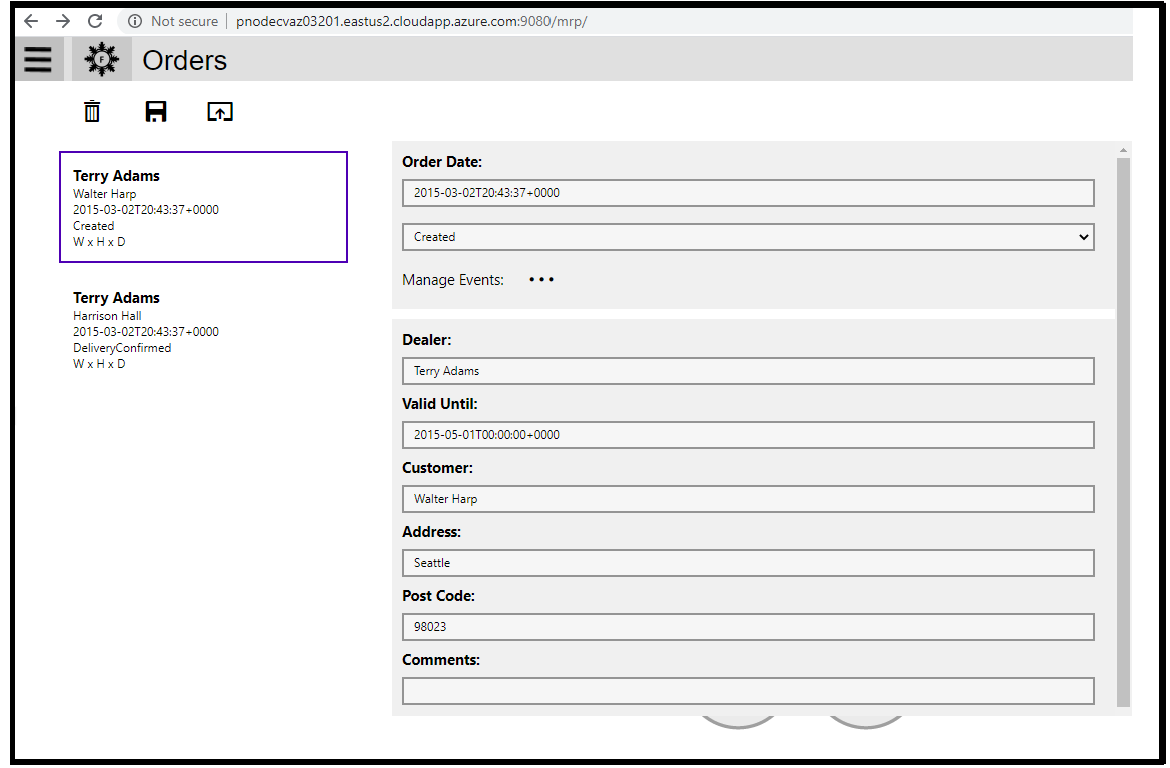 Not secure | pnodecvaz03201.eastus2.cloudapp.azure.com:9080/mrp/
F
Orders
Terry Adams
Walter Harp
2015-03-02T20:43:37+0000
Created
W x H x D
Terry Adams
Harrison Hall
2015-03-02T20:43:37+0000
DeliveryConfirmed
W x H x D
Order Date:
2015-03-02T20:43:37+0000
Created
Manage Events: •••
Dealer:
Terry Adams
Valid Until:
2015-05-01T00:00:00+0000
Customer:
Walter Harp
Address:
Seattle
Post Code:
98023
Comments: